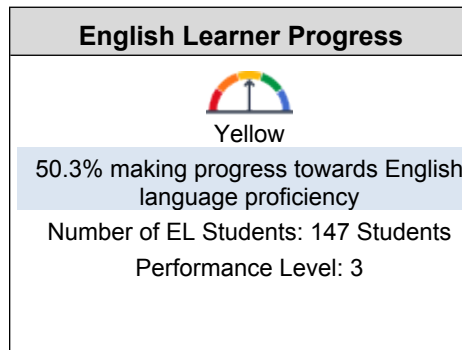 English Learner Progress
Yellow
50.3% making progress towards English
language proficiency
Number of EL Students: 147 Students
Performance Level: 3